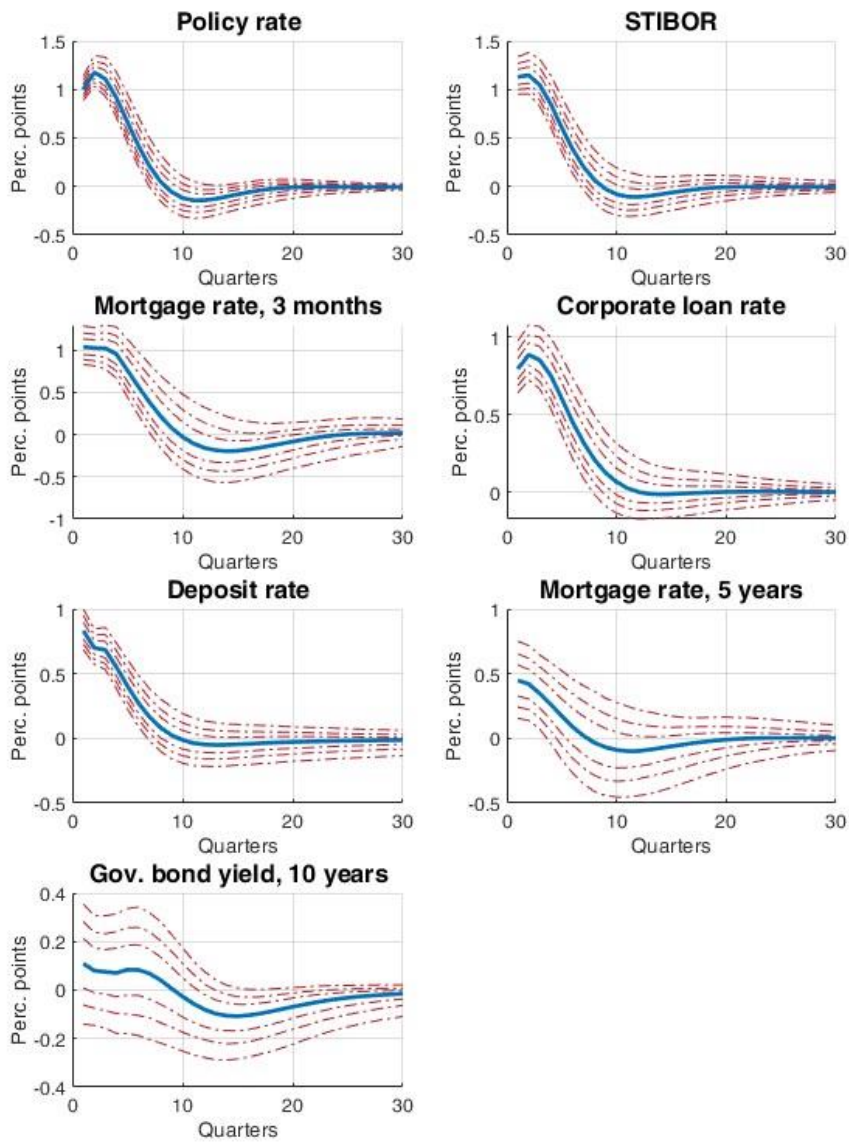 Policy rate
1.5
1
0.5
0
-0.5
Perc. points
0
10
20
30
Quarters
STIBOR
1.5
1
0.5
0
-0.5
Perc. points
0
10
20
30
Quarters
Mortgage rate, 3 months
1
0.5
0
-0.5
-1
Perc. points
0
10
20
30
Quarters
Corporate loan rate
1
0.5
0
Perc. points
0
10
20
30
Quarters
Deposit rate
1
0.5
0
-0.5
Perc. points
0
10
20
30
Quarters
Mortgage rate, 5 years
1
0.5
0
-0.5
Perc. points
0
10
20
30
Quarters
Gov. bond yield, 10 years
0.4
0.2
0
-0.2
-0.4
Perc. points
0
10
20
30
Quarters